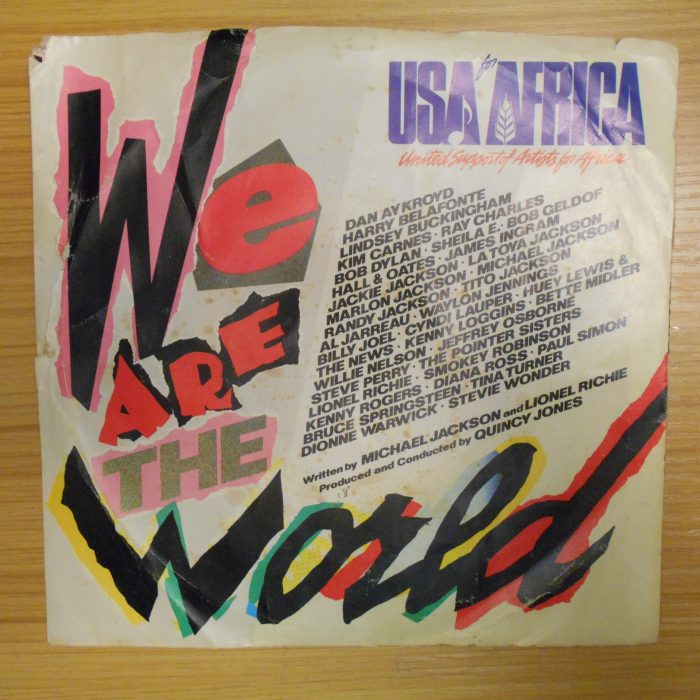 We
ARE
THE
World
USA for AFRICA
United Support of Artists for Africa
DAN AYKROYD
HARRY BELAFONTE
LINDSEY BUCKINGHAM
KIM CARNES · RAY CHARLES
BOB DYLAN · SHEILA E. · BOB GELDOF
HALL & OATES · JAMES INGRAM
JACKIE JACKSON · LA TOYA JACKSON
MARLON JACKSON · MICHAEL JACKSON
RANDY JACKSON · TITO JACKSON
AL JARREAU · WAYLON JENNINGS
BILLY JOEL · CYNDI LAUPER · HUEY LEWIS &
THE NEWS · KENNY LOGGINS · BETTE MIDLER
WILLIE NELSON · JEFFREY OSBORNE
STEVE PERRY · THE POINTER SISTERS
LIONEL RICHIE · SMOKEY ROBINSON
KENNY ROGERS · DIANA ROSS · PAUL SIMON
BRUCE SPRINGSTEEN · TINA TURNER
DIONNE WARWICK · STEVIE WONDER
Written by MICHAEL JACKSON and LIONEL RICHIE
Produced and Conducted by QUINCY JONES